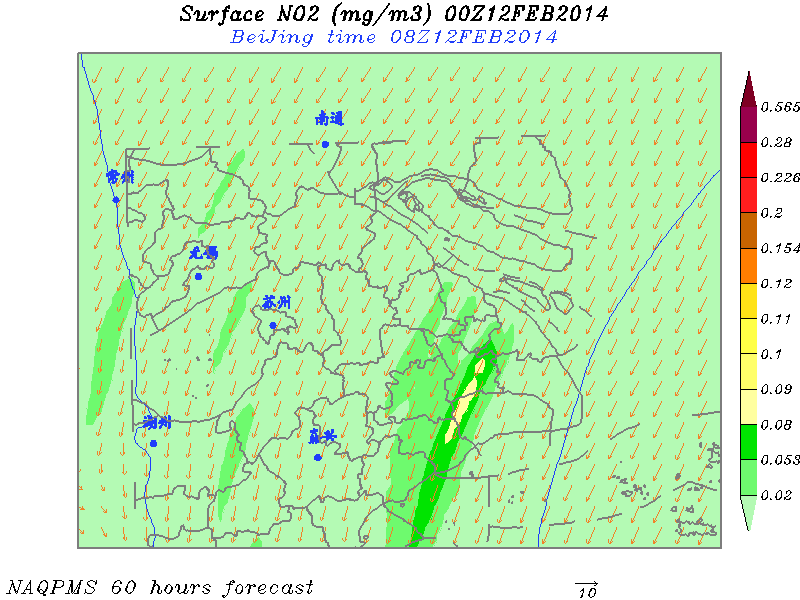 Surface NO2 (mg/m3) 00Z12FEB2014
BeiJing time 08Z12FEB2014
南通
常州
无锡
苏州
湖州
嘉兴
0.565
0.28
0.226
0.2
0.154
0.12
0.11
0.1
0.09
0.08
0.053
0.02
NAQPMS 60 hours forecast
10